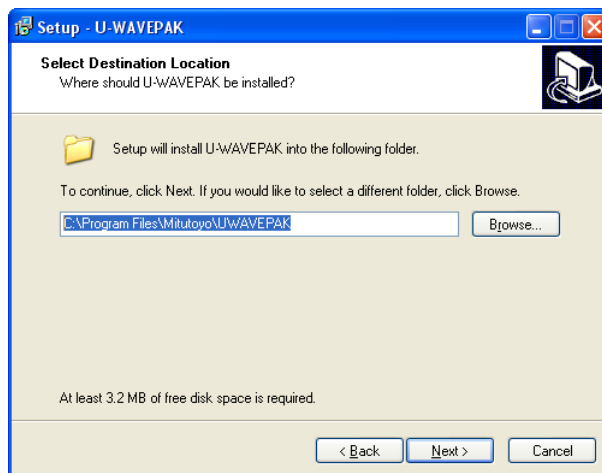 Setup - U-WAVEPAK
Select Destination Location
Where should U-WAVEPAK be installed?
Setup will install U-WAVEPAK into the following folder.
To continue, click Next. If you would like to select a different folder, click Browse.
C:\Program Files\Mitutoyo\UWAVEPAK
Browse...
At least 3.2 MB of free disk space is required.
< Back
Next >
Cancel